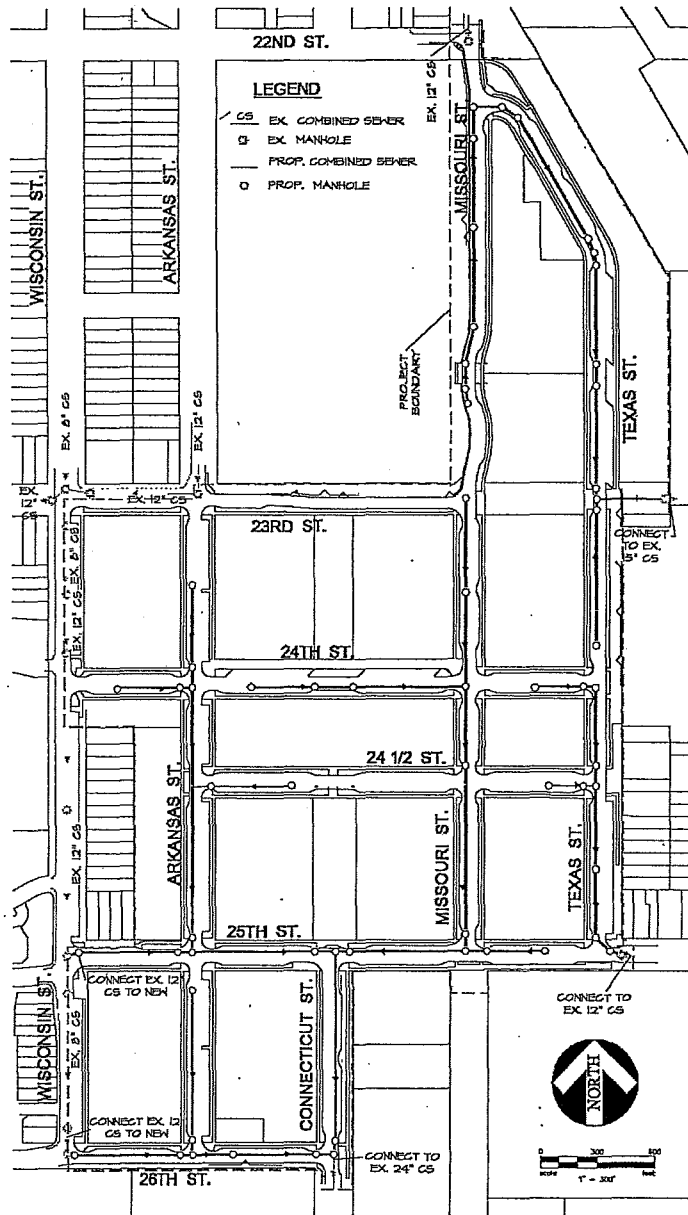 22ND ST.
LEGEND
CS EX. COMBINED SEWER
EX. MANHOLE
PROP. COMBINED SEWER
PROP. MANHOLE
EX. 12" CS
MISSOURI ST.
WISCONSIN ST.
ARKANSAS ST.
PROJECT
BOUNDARY
TEXAS ST.
EX. 8" CS
EX. 12" CS
EX.
12"
CS
EX. 12" CS
23RD ST.
CONNECT
TO EX.
CS
EX. 12" CS
EX. 8" CS
24TH ST.
24 1/2 ST.
ARKANSAS ST.
MISSOURI ST.
TEXAS ST.
EX. 12" CS
25TH ST.
CONNECT EX. 12"
CS TO NEW
CONNECT TO
EX. 12" CS
WISCONSIN ST.
EX. 8" CS
CONNECTICUT ST.
NORTH
CONNECT EX. 12
CS TO NEW
CONNECT TO
EX. 24" CS
26TH ST.
0 300
scale feet
1" = 300'